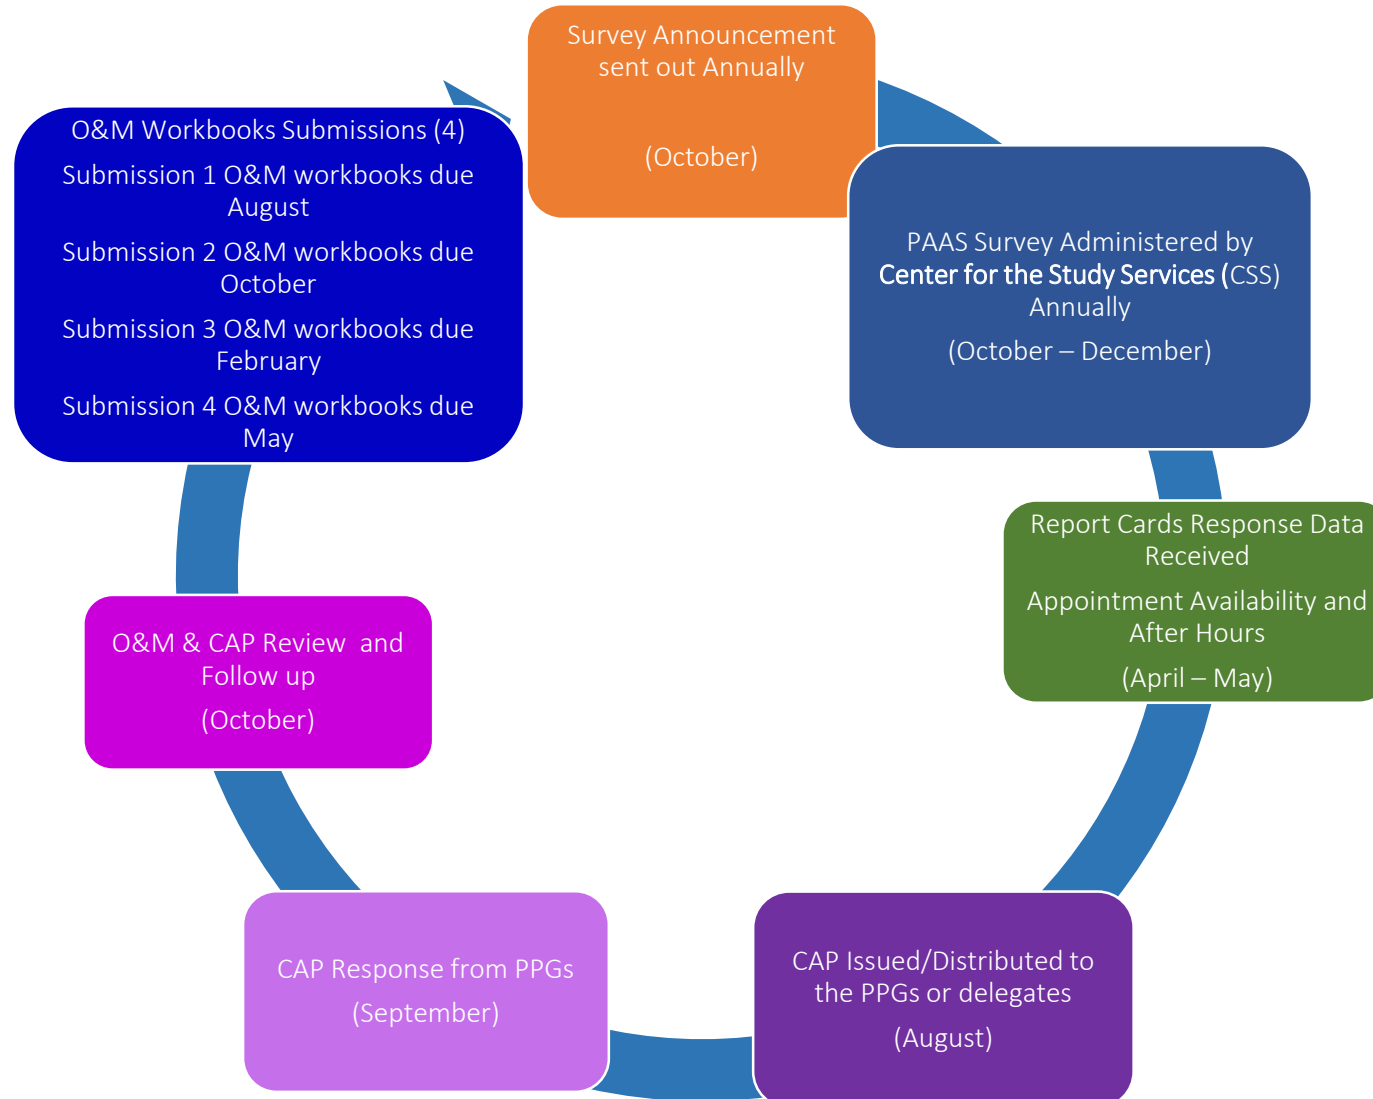 Survey Announcement
sent out Annually
(October)
PAAS Survey Administered by
Center for the Study Services (CSS)
Annually
(October – December)
Report Cards Response Data
Received
Appointment Availability and
After Hours
(April – May)
CAP Issued/Distributed to
the PPGs or delegates
(August)
CAP Response from PPGs
(September)
O&M & CAP Review and
Follow up
(October)
O&M Workbooks Submissions (4)
Submission 1 O&M workbooks due
August
Submission 2 O&M workbooks due
October
Submission 3 O&M workbooks due
February
Submission 4 O&M workbooks due
May